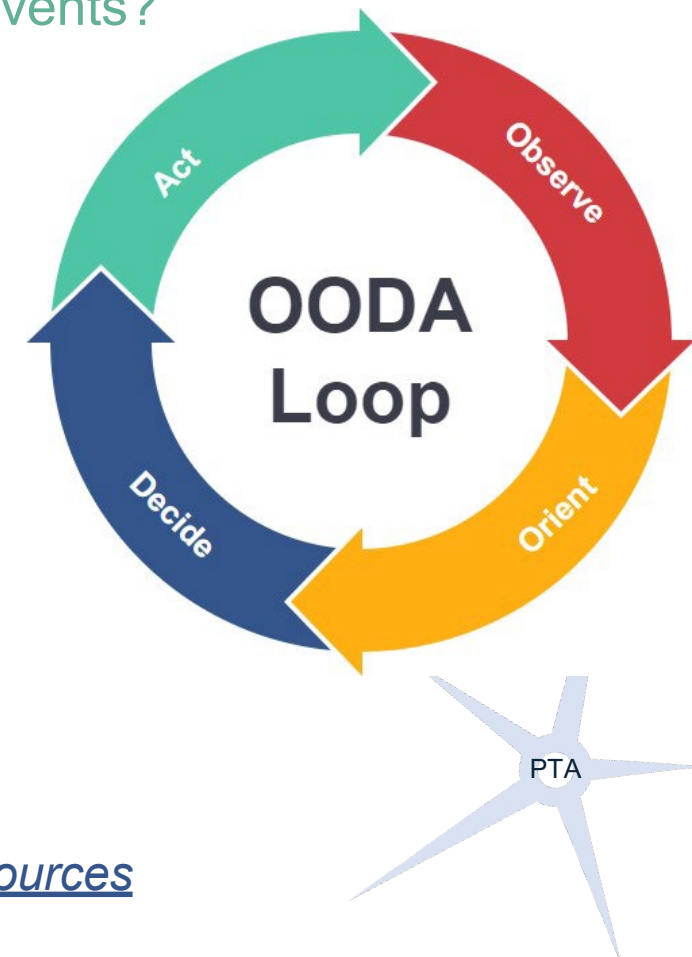 vents?
Act
Observe
OODA
Loop
Decide
Orient
PTA
ources